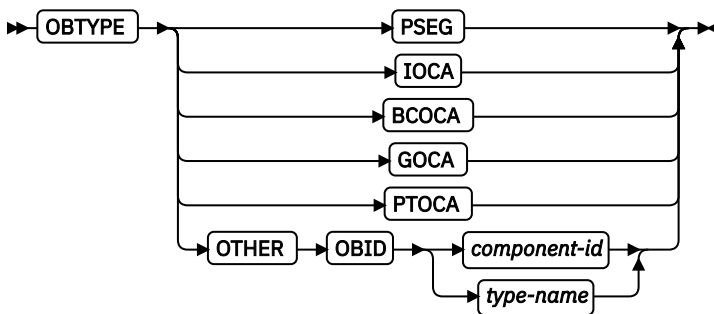 OBTYPE PSEG
IOCA
BCOCA
GOCA
PTOCA
OTHER OBID component-id
type-name